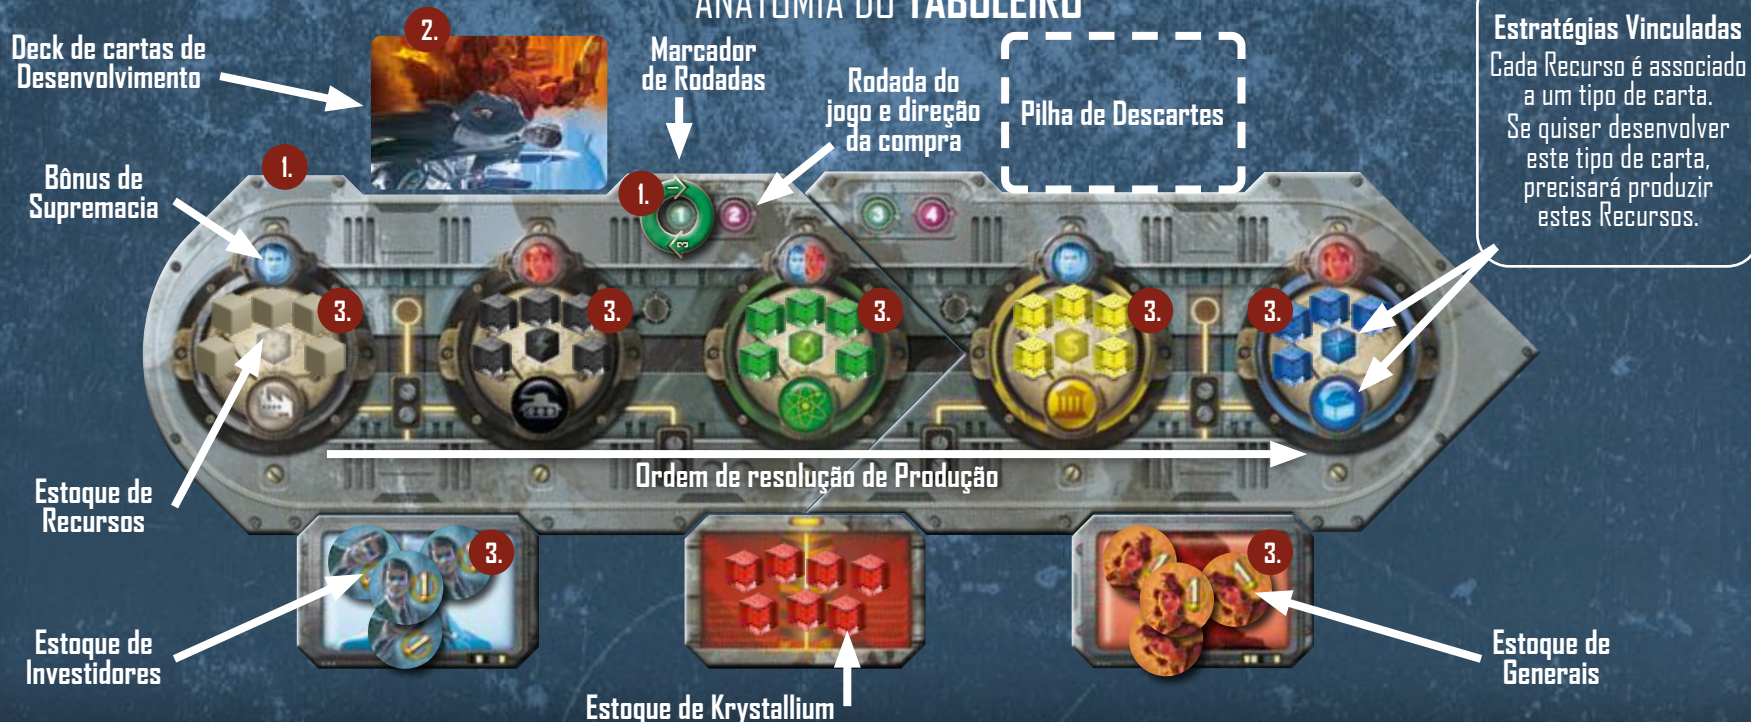 ANATOMIA DO TABULEIRO
Deck de cartas de
Desenvolvimento
2.
Marcador
de Rodadas
Rodada do
jogo e direção
da compra
Pilha de Descartes
Estratégias Vinculadas
Cada Recurso é associado
a um tipo de carta.
Se quiser desenvolver
este tipo de carta,
precisará produzir
estes Recursos.
Bônus de
Supremacia
1.
1.
1
1
3
2
3
4
3.
3.
3.
3.
3.
Ordem de resolução de Produção
Estoque de
Recursos
3.
3.
Estoque de
Investidores
Estoque de Krystallium
Estoque de
Generais